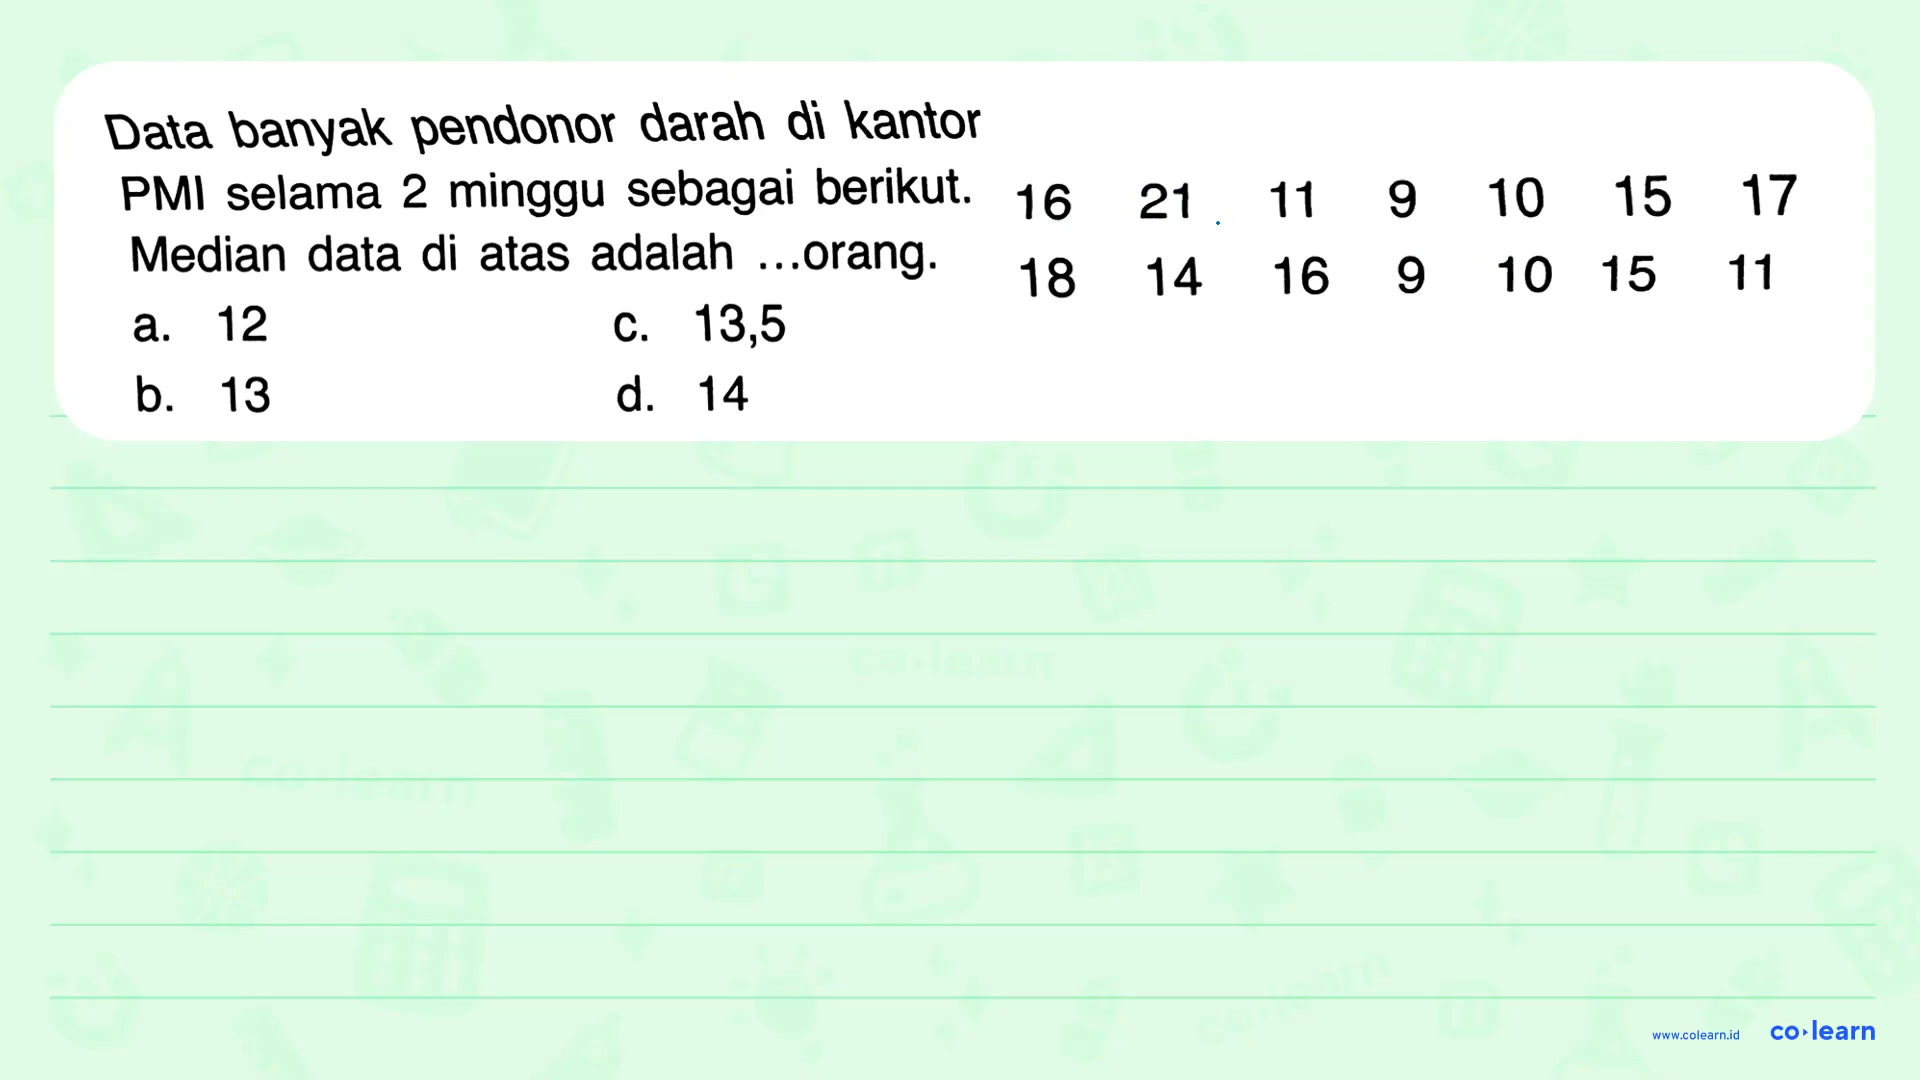 Data banyak pendonor darah di kantor
PMI selama 2 minggu sebagai berikut.
Median data di atas adalah ...orang.
a. 12 c. 13,5
b. 13 d. 14
16 21 11 9 10 15 17
18 14 16 9 10 15 11
www.colearn.id co·learn